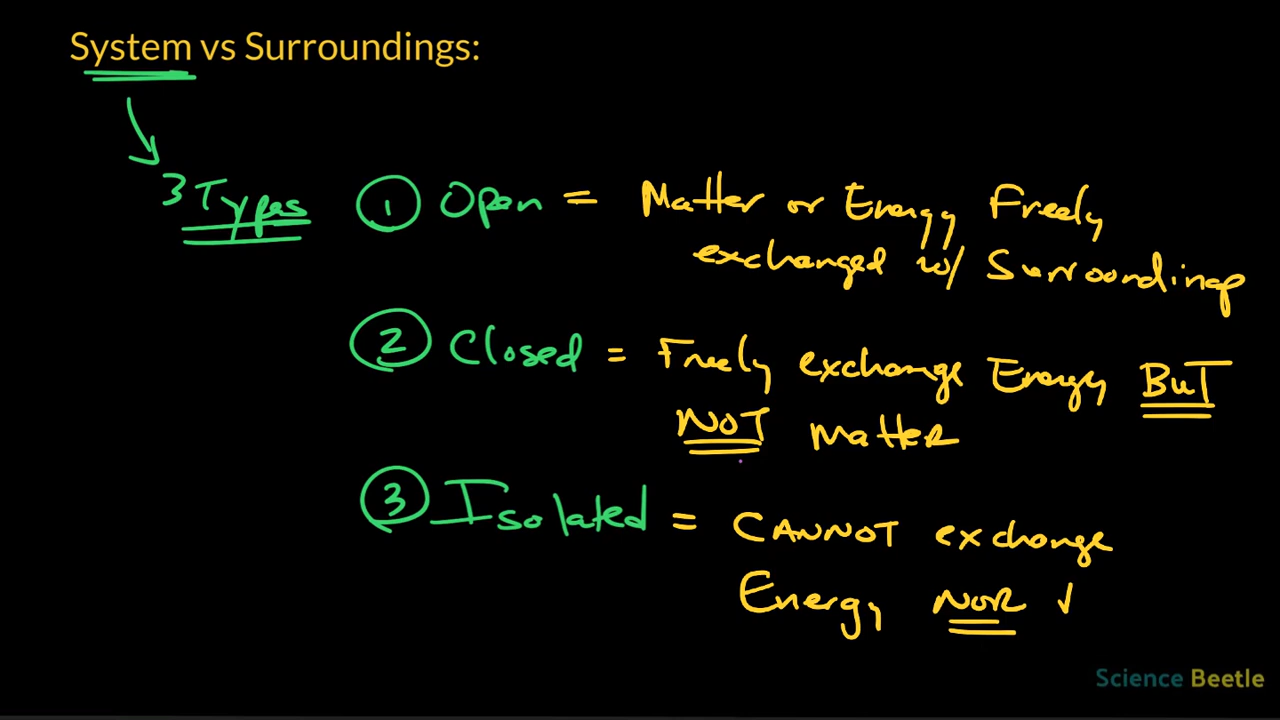 System vs Surroundings:
3 Types ① Open = Matter or Energy Freely
exchanged w/ Surroundings
② Closed = Freely exchange Energy BUT
NOT Matter
③ Isolated = CANNOT exchange
Energy NOR
Science Beetle